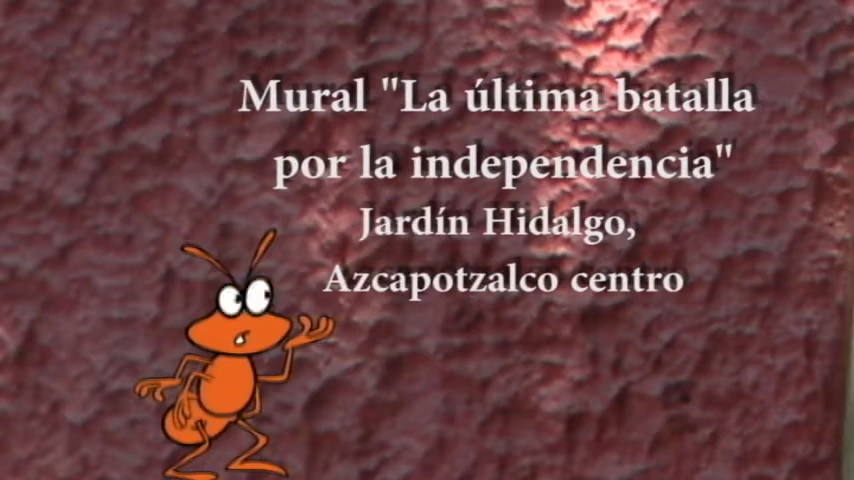 Mural "La última batalla
por la independencia"
Jardín Hidalgo,
Azcapotzalco centro